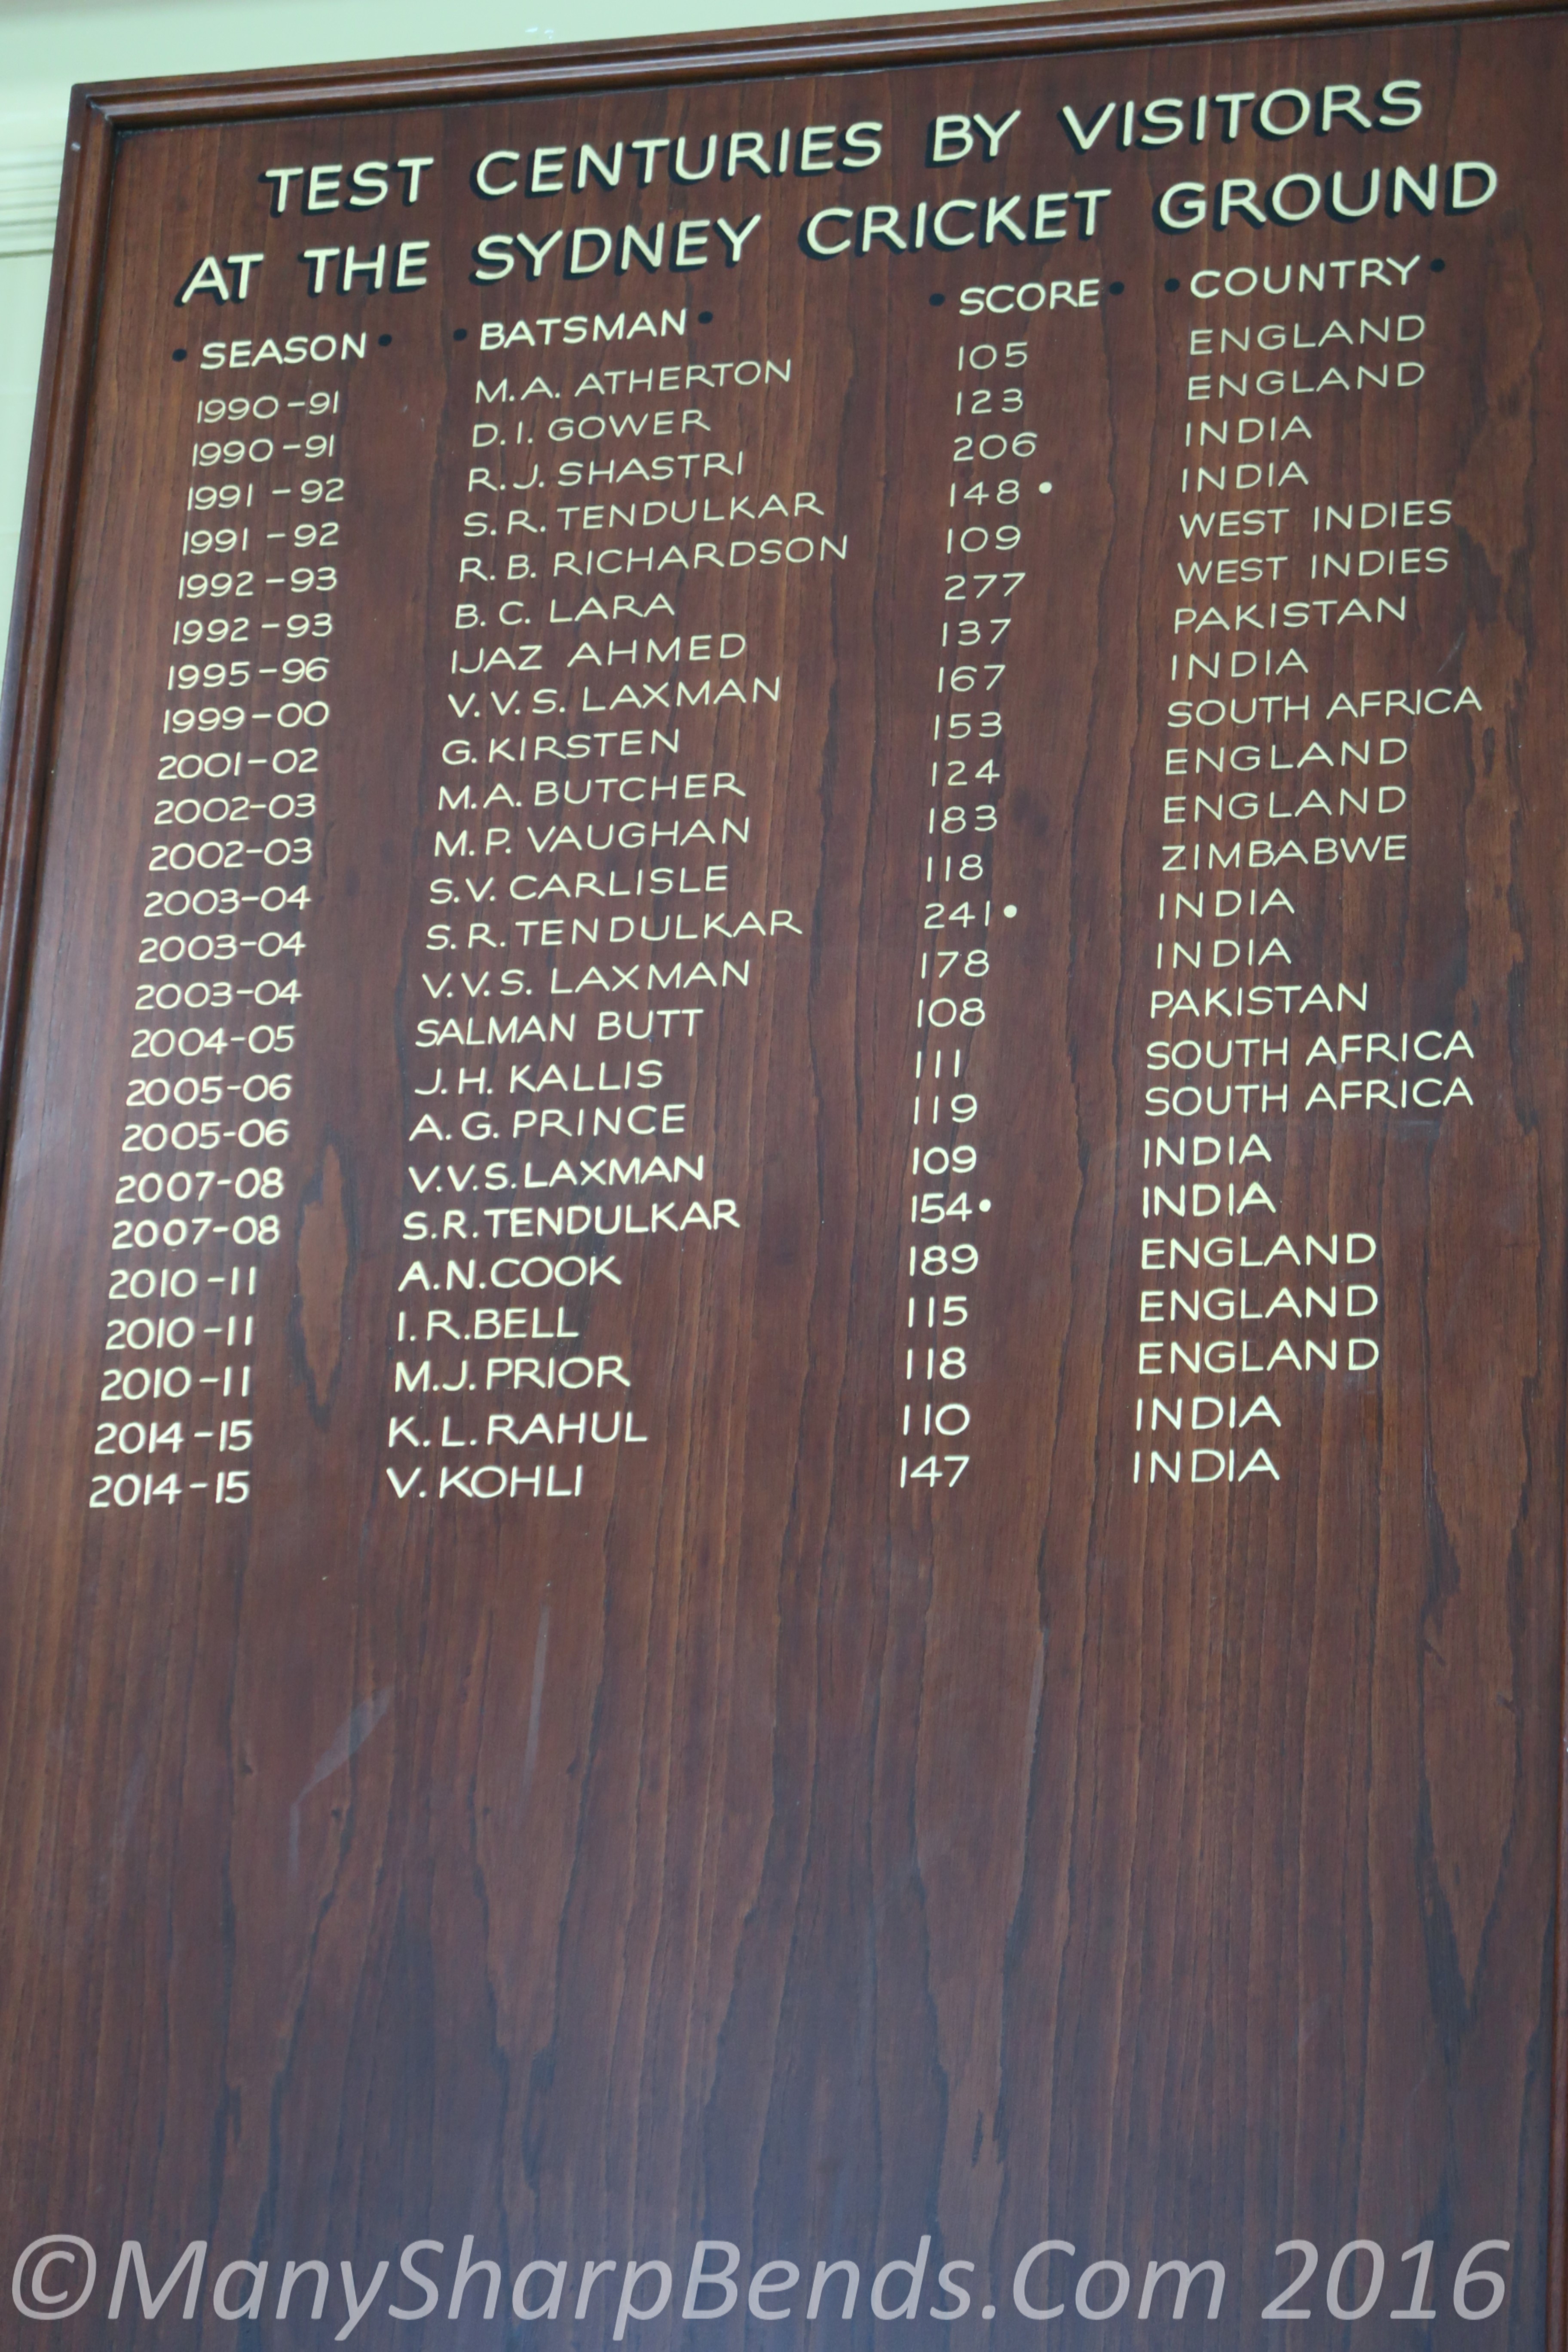 TEST CENTURIES BY VISITORS
AT THE SYDNEY CRICKET GROUND
• SEASON • • BATSMAN • • SCORE • • COUNTRY •
1990-91 M.A. ATHERTON 105 ENGLAND
1990-91 D.I. GOWER 123 ENGLAND
1991-92 R.J. SHASTRI 206 INDIA
1991-92 S.R. TENDULKAR 148• INDIA
1992-93 R.B. RICHARDSON 109 WEST INDIES
1992-93 B.C. LARA 277 WEST INDIES
1995-96 IJAZ AHMED 137 PAKISTAN
1999-00 V.V.S. LAXMAN 167 INDIA
2001-02 G. KIRSTEN 153 SOUTH AFRICA
2002-03 M.A. BUTCHER 124 ENGLAND
2002-03 M.P. VAUGHAN 183 ENGLAND
2003-04 S.V. CARLISLE 118 ZIMBABWE
2003-04 S.R. TENDULKAR 241• INDIA
2003-04 V.V.S. LAXMAN 178 INDIA
2004-05 SALMAN BUTT 108 PAKISTAN
2005-06 J.H. KALLIS 111 SOUTH AFRICA
2005-06 A.G. PRINCE 119 SOUTH AFRICA
2007-08 V.V.S. LAXMAN 109 INDIA
2007-08 S.R. TENDULKAR 154• INDIA
2010-11 A.N. COOK 189 ENGLAND
2010-11 I.R. BELL 115 ENGLAND
2010-11 M.J. PRIOR 118 ENGLAND
2014-15 K.L. RAHUL 110 INDIA
2014-15 V. KOHLI 147 INDIA
©ManySharpBends.Com 2016